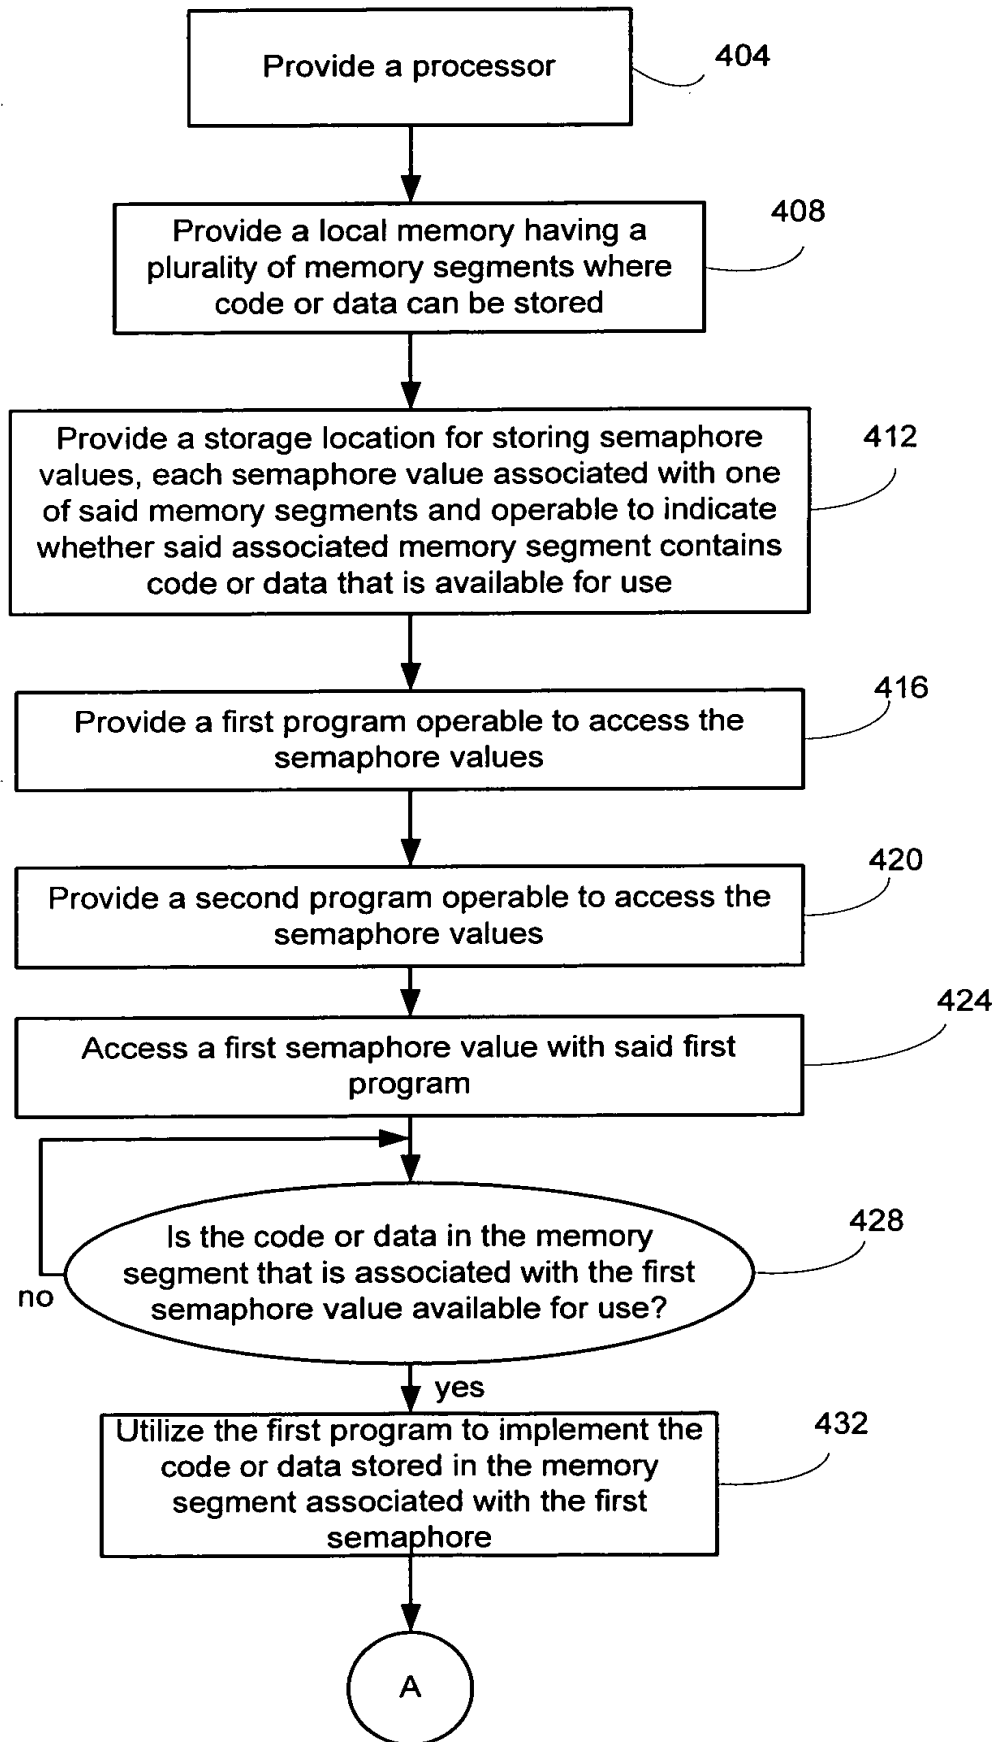 Provide a processor
404
Provide a local memory having a
plurality of memory segments where
code or data can be stored
408
Provide a storage location for storing semaphore
values, each semaphore value associated with one
of said memory segments and operable to indicate
whether said associated memory segment contains
code or data that is available for use
412
Provide a first program operable to access the
semaphore values
416
Provide a second program operable to access the
semaphore values
420
Access a first semaphore value with said first
program
424
Is the code or data in the memory
segment that is associated with the first
semaphore value available for use?
428
no
yes
Utilize the first program to implement the
code or data stored in the memory
segment associated with the first
semaphore
432
A